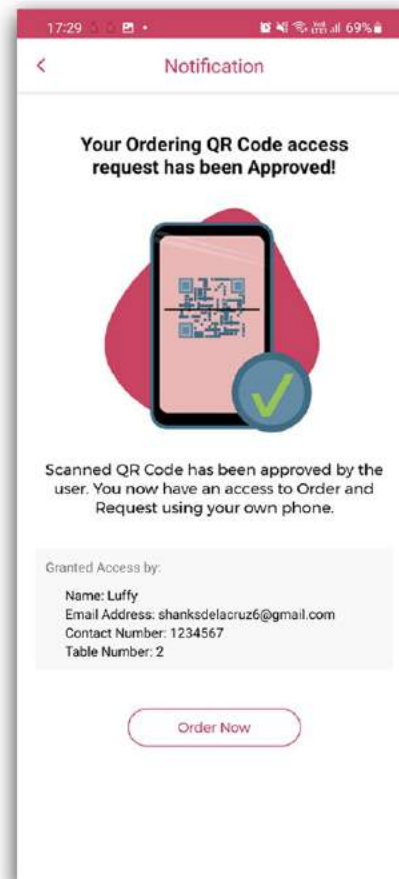 17:29 69%
Notification
Your Ordering QR Code access
request has been Approved!
Scanned QR Code has been approved by the
user. You now have an access to Order and
Request using your own phone.
Granted Access by:
Name: Luffy
Email Address: shanksdelacruz6@gmail.com
Contact Number: 1234567
Table Number: 2
Order Now